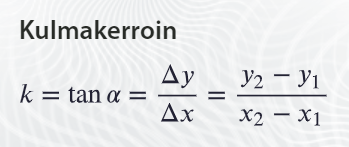 Kulmakerroin
k = tan α = Δy/Δx = (y₂ − y₁)/(x₂ − x₁)